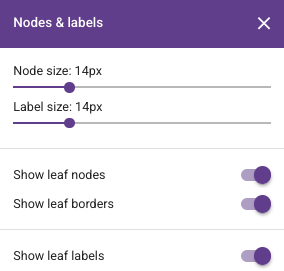 Nodes & labels
Node size: 14px
Label size: 14px
Show leaf nodes
Show leaf borders
Show leaf labels